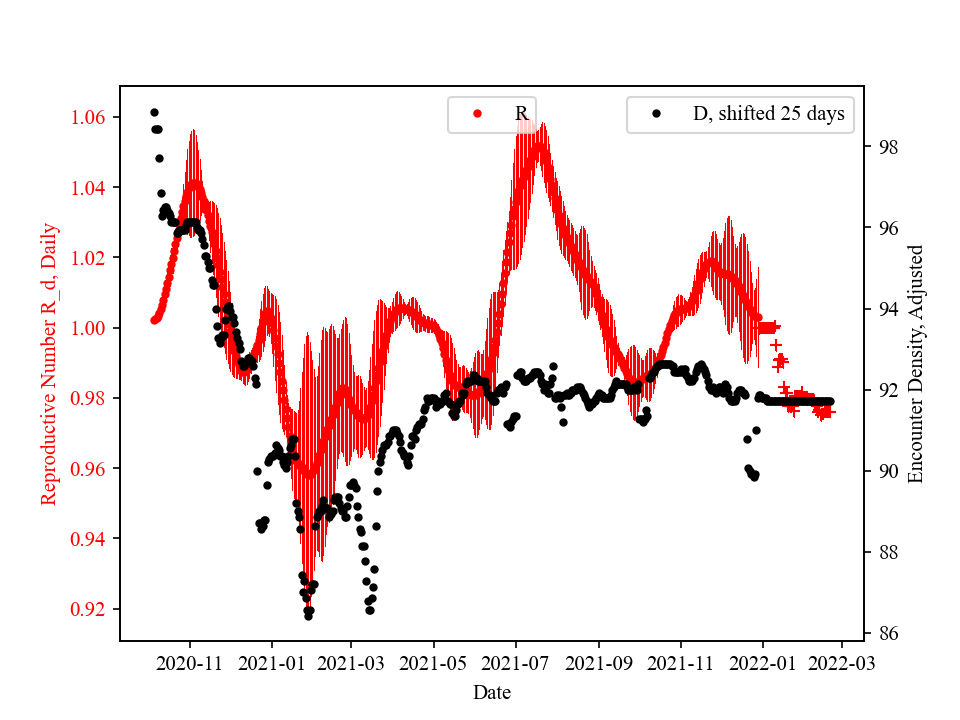 R
D, shifted 25 days
1.06
1.04
1.02
1.00
0.98
0.96
0.94
0.92
Reproductive Number R_d, Daily
98
96
94
92
90
88
86
Encounter Density, Adjusted
2020-11 2021-01 2021-03 2021-05 2021-07 2021-09 2021-11 2022-01 2022-03
Date